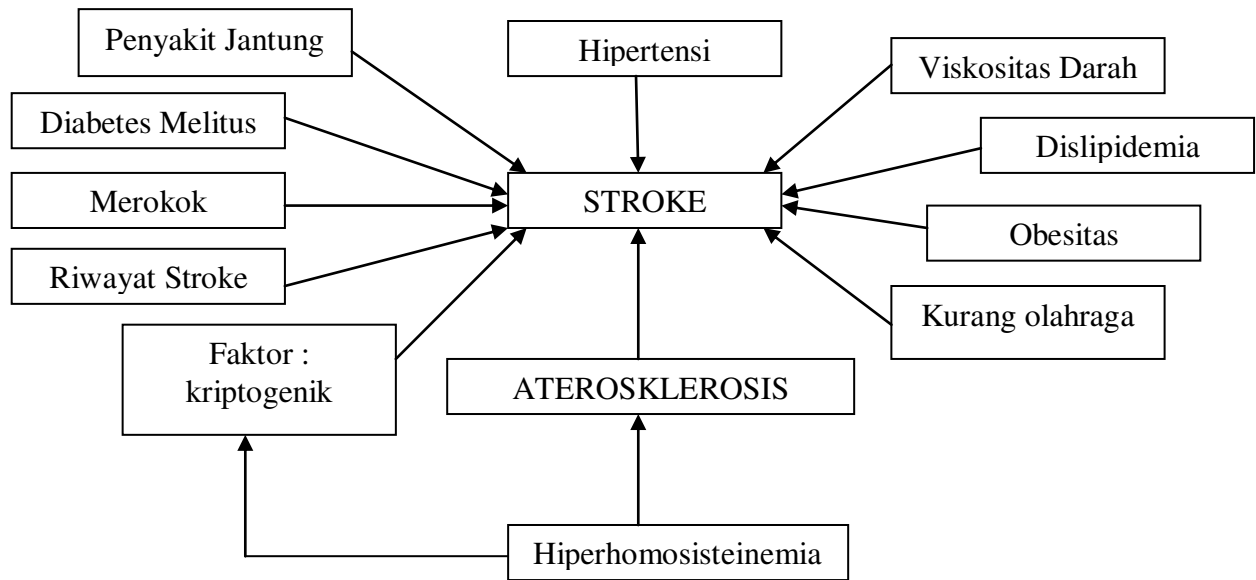 Penyakit Jantung
Hipertensi
Viskositas Darah
Diabetes Melitus
Dislipidemia
Merokok
STROKE
Obesitas
Riwayat Stroke
Kurang olahraga
Faktor :
kriptogenik
ATEROSKLEROSIS
Hiperhomosisteinemia